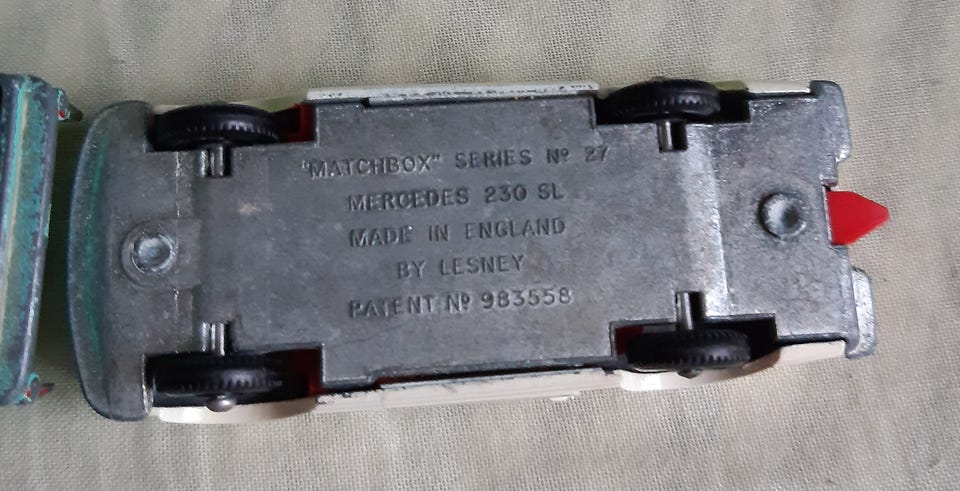 "MATCHBOX" SERIES Nº 27
MERCEDES 230 SL
MADE IN ENGLAND
BY LESNEY
PATENT Nº 983558